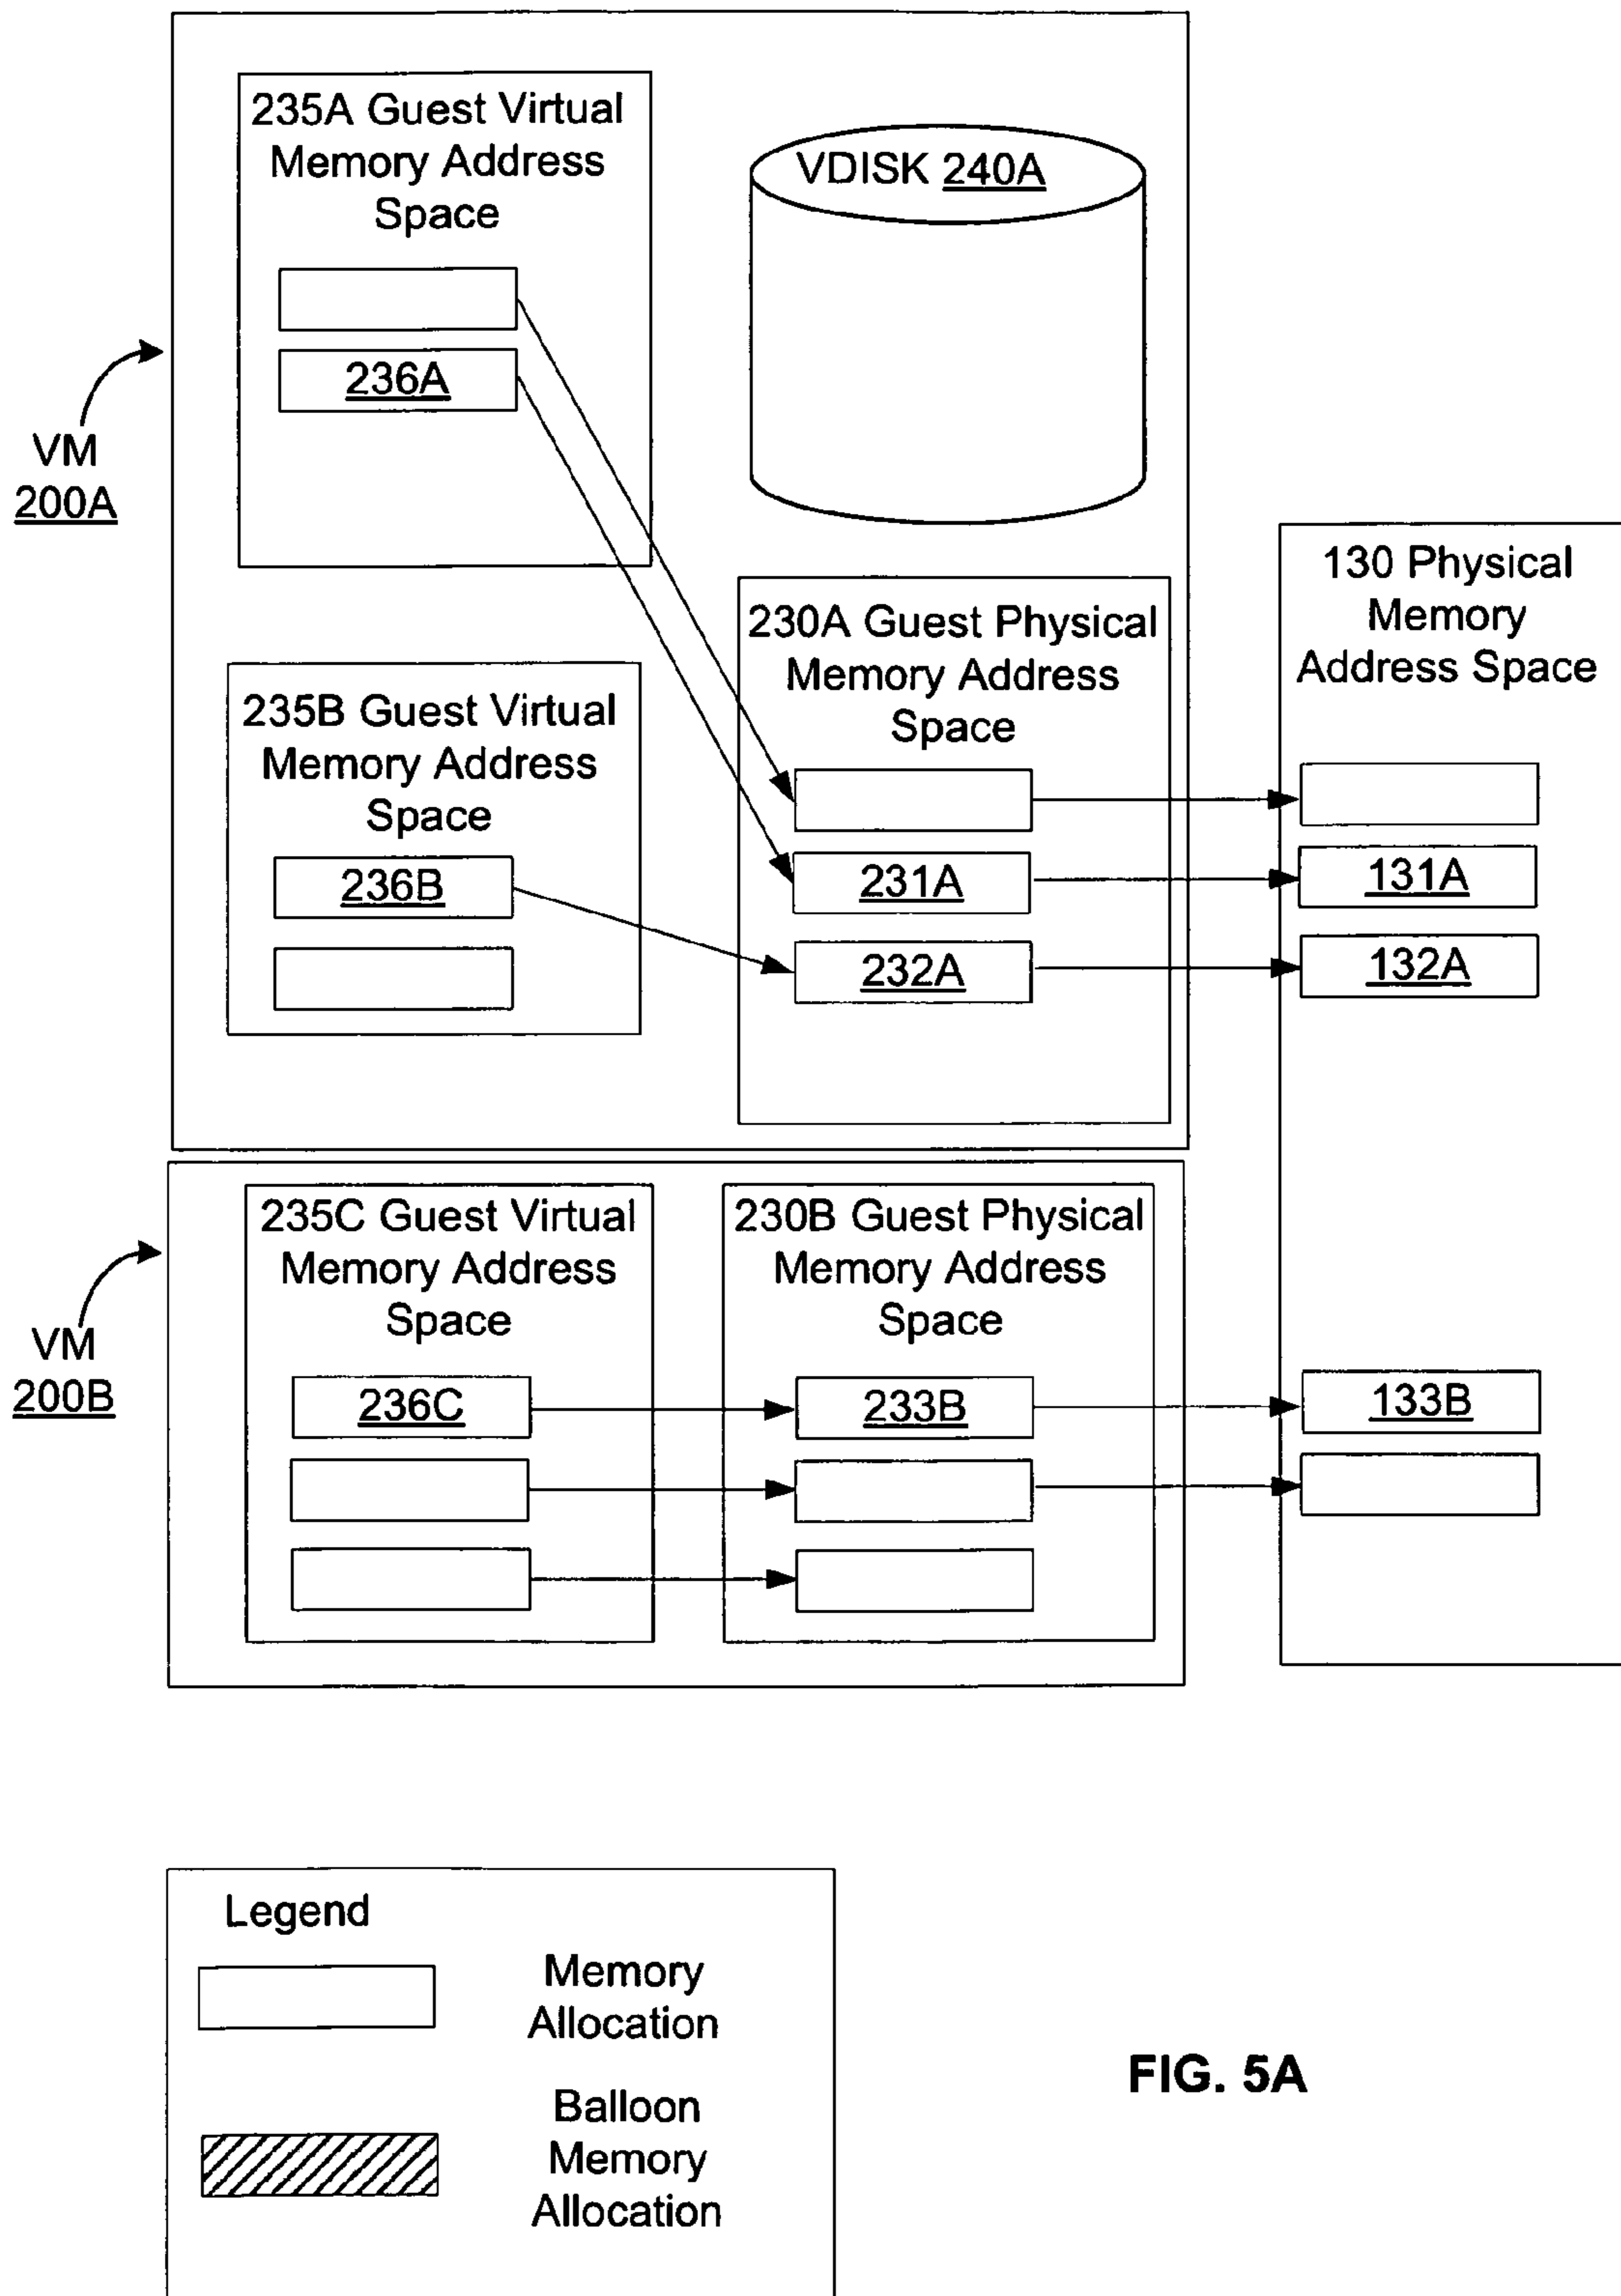 235A Guest Virtual
Memory Address
Space
236A
VDISK 240A
VM
200A
235B Guest Virtual
Memory Address
Space
236B
230A Guest Physical
Memory Address
Space
231A
232A
130 Physical
Memory
Address Space
131A
132A
VM
200B
235C Guest Virtual
Memory Address
Space
236C
230B Guest Physical
Memory Address
Space
233B
133B
Legend
Memory
Allocation
Balloon
Memory
Allocation
FIG. 5A